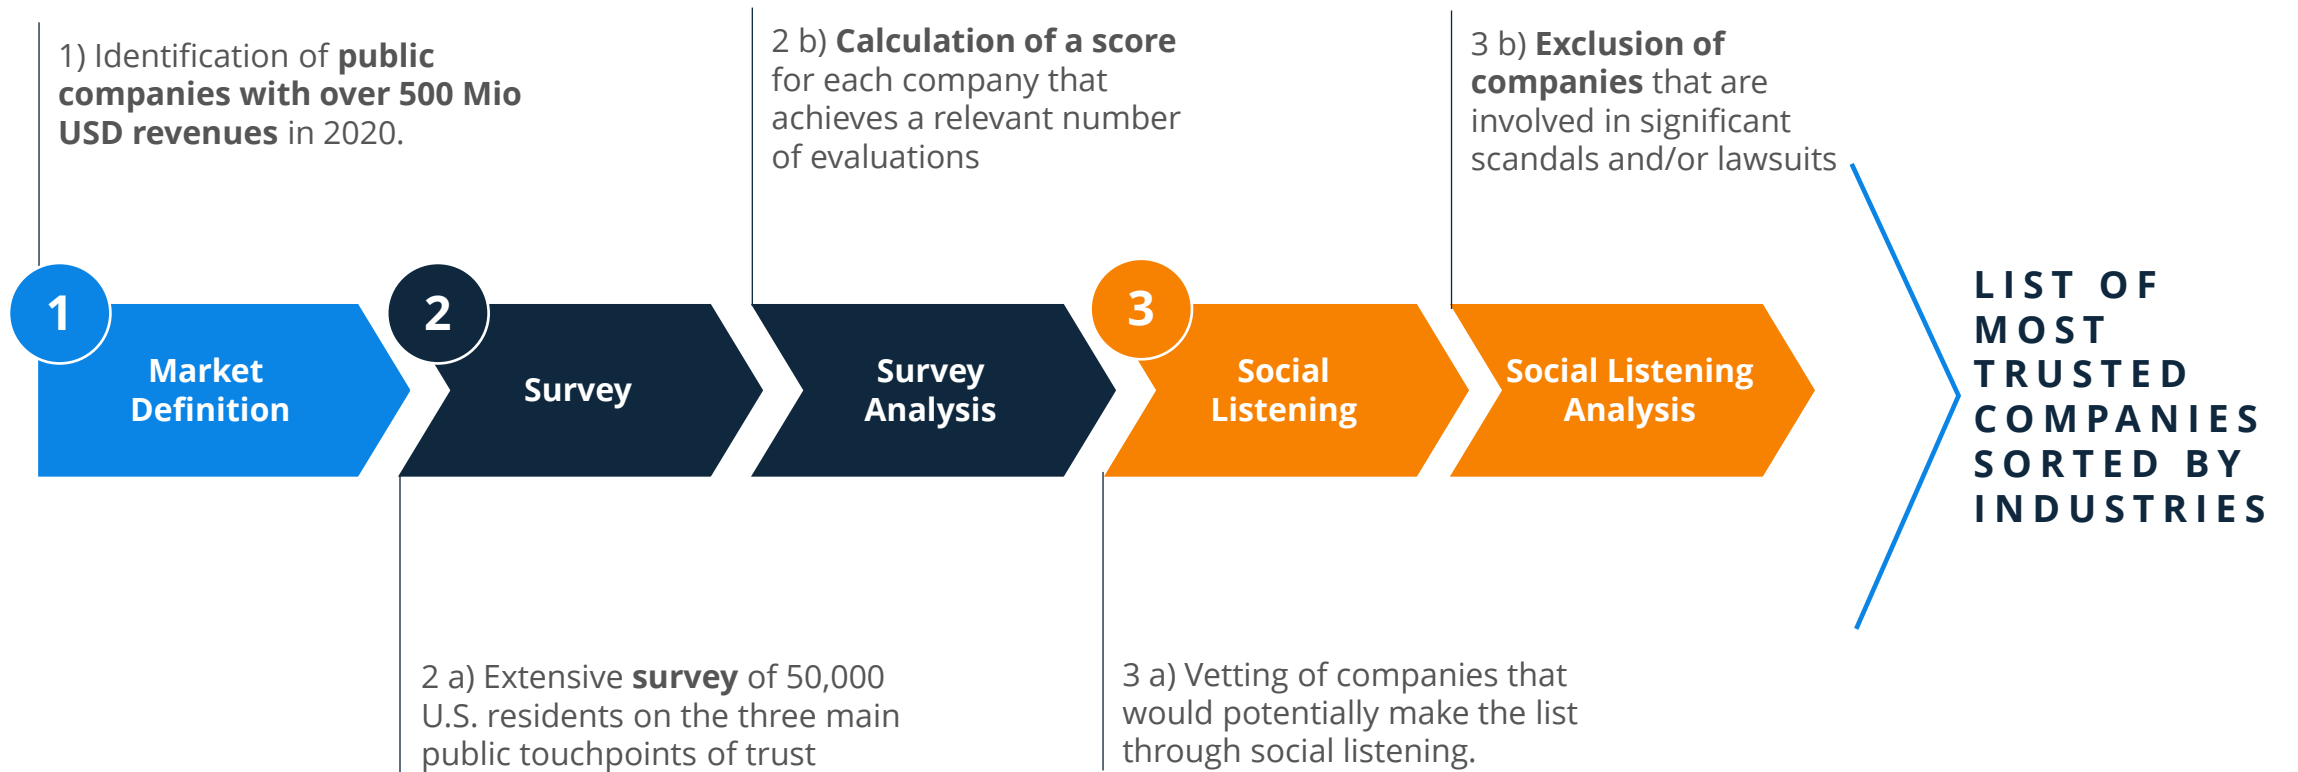 1) Identification of public
companies with over 500 Mio
USD revenues in 2020.
2 b) Calculation of a score
for each company that
achieves a relevant number
of evaluations
3 b) Exclusion of
companies that are
involved in significant
scandals and/or lawsuits
1
Market
Definition
2
Survey
Survey
Analysis
3
Social
Listening
Social Listening
Analysis
LIST OF
MOST
TRUSTED
COMPANIES
SORTED BY
INDUSTRIES
2 a) Extensive survey of 50,000
U.S. residents on the three main
public touchpoints of trust
3 a) Vetting of companies that
would potentially make the list
through social listening.